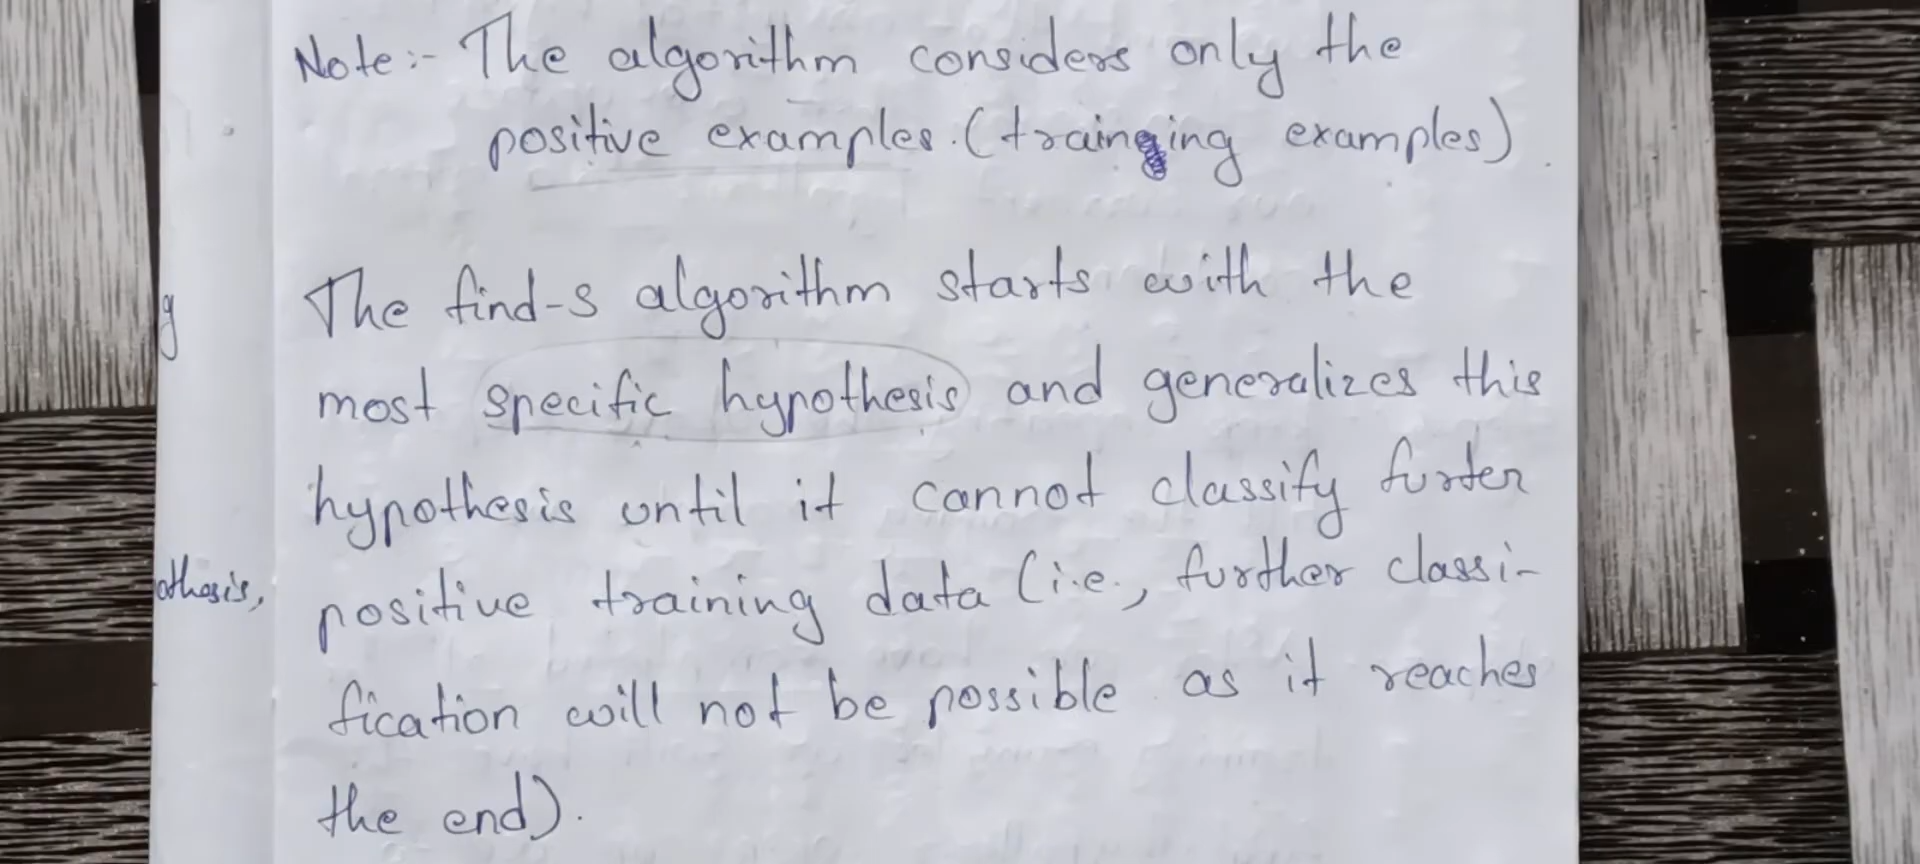 Note:- The algorithm considers only the
positive examples. (training examples)
The find-s algorithm starts with the
most specific hypothesis and generalizes this
g
hypothesis until it cannot classify furter
othesis,
positive training data (i.e., further classi-
fication will not be possible as it reaches
the end).